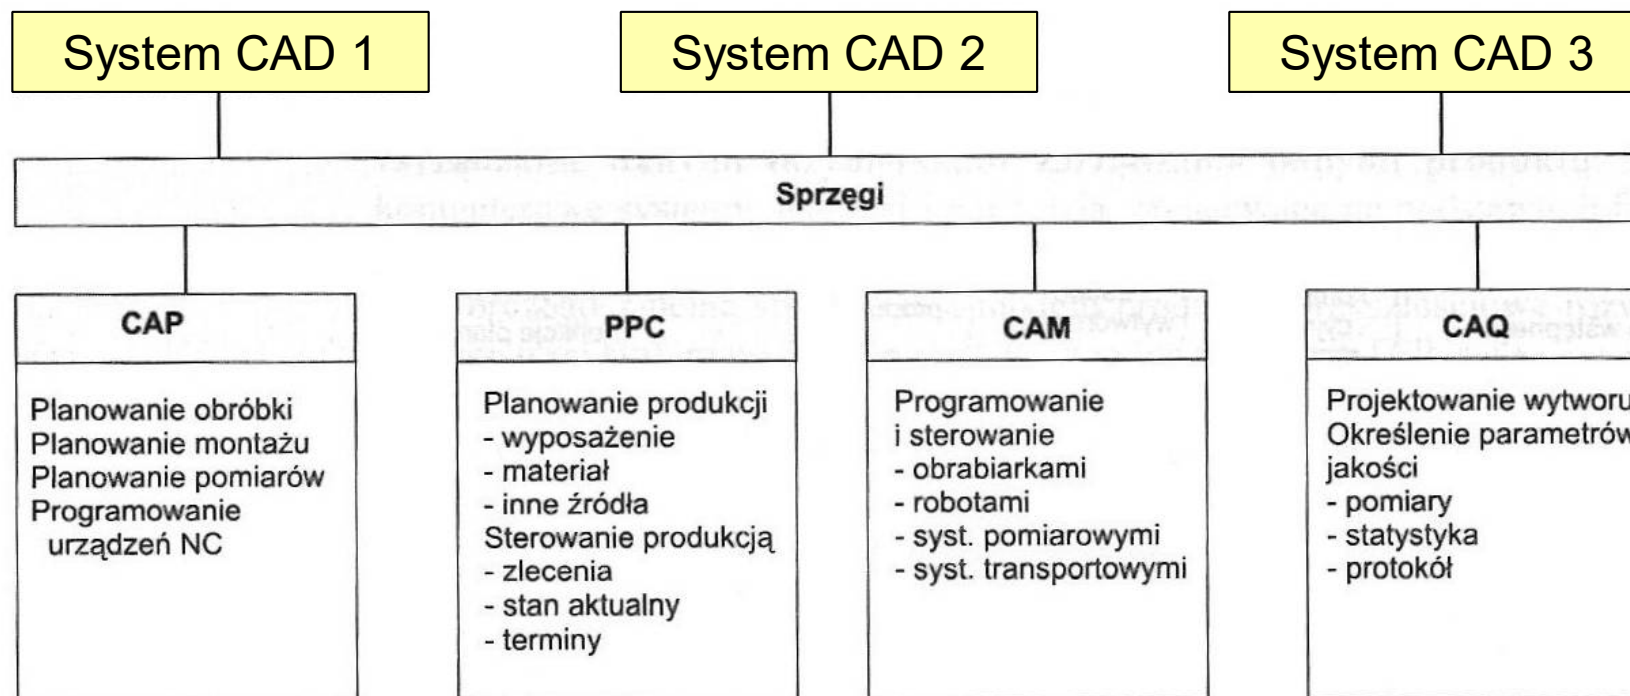 System CAD 1
System CAD 2
System CAD 3
Sprzęgi
CAP
Planowanie obróbki
Planowanie montażu
Planowanie pomiarów
Programowanie
urządzeń NC
PPC
Planowanie produkcji
- wyposażenie
- materiał
- inne źródła
Sterowanie produkcją
- zlecenia
- stan aktualny
- terminy
CAM
Programowanie
i sterowanie
- obrabiarkami
- robotami
- syst. pomiarowymi
- syst. transportowymi
CAQ
Projektowanie wytworu
Określenie parametrów
jakości
- pomiary
- statystyka
- protokół